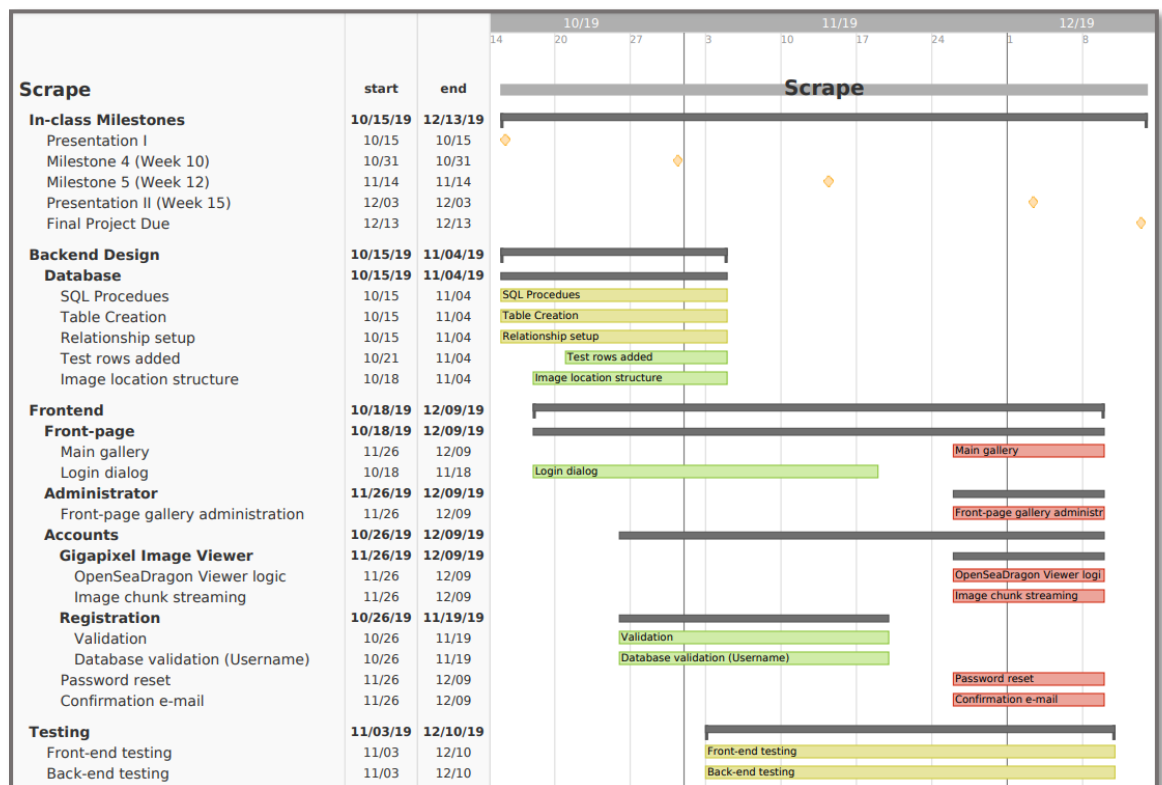 10/19 11/19 12/19
14 20 27 3 10 17 24 1 8
Scrape start end Scrape
In-class Milestones 10/15/19 12/13/19
Presentation I 10/15 10/15
Milestone 4 (Week 10) 10/31 10/31
Milestone 5 (Week 12) 11/14 11/14
Presentation II (Week 15) 12/03 12/03
Final Project Due 12/13 12/13
Backend Design 10/15/19 11/04/19
Database 10/15/19 11/04/19
SQL Procedues 10/15 11/04 SQL Procedues
Table Creation 10/15 11/04 Table Creation
Relationship setup 10/15 11/04 Relationship setup
Test rows added 10/21 11/04 Test rows added
Image location structure 10/18 11/04 Image location structure
Frontend 10/18/19 12/09/19
Front-page 10/18/19 12/09/19
Main gallery 11/26 12/09 Main gallery
Login dialog 10/18 11/18 Login dialog
Administrator 11/26/19 12/09/19
Front-page gallery administration 11/26 12/09 Front-page gallery administr
Accounts 10/26/19 12/09/19
Gigapixel Image Viewer 11/26/19 12/09/19
OpenSeaDragon Viewer logic 11/26 12/09 OpenSeaDragon Viewer logi
Image chunk streaming 11/26 12/09 Image chunk streaming
Registration 10/26/19 11/19/19
Validation 10/26 11/19 Validation
Database validation (Username) 10/26 11/19 Database validation (Username)
Password reset 11/26 12/09 Password reset
Confirmation e-mail 11/26 12/09 Confirmation e-mail
Testing 11/03/19 12/10/19
Front-end testing 11/03 12/10 Front-end testing
Back-end testing 11/03 12/10 Back-end testing